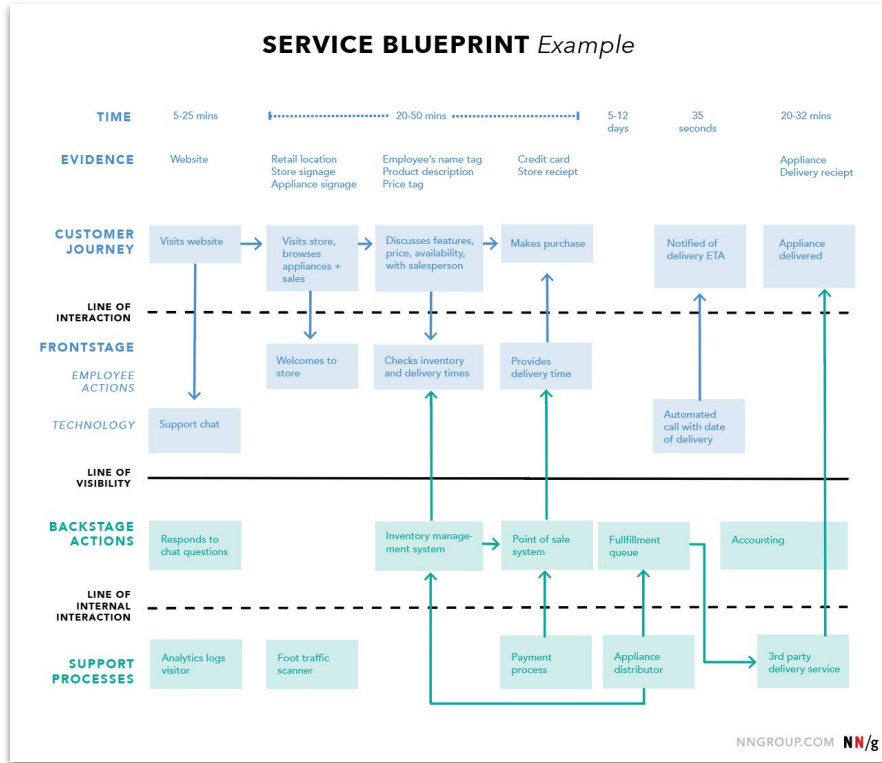 SERVICE BLUEPRINT Example
TIME
5-25 mins
20-50 mins
5-12
days
35
seconds
20-32 mins
EVIDENCE
Website
Retail location
Store signage
Appliance signage
Employee's name tag
Product description
Price tag
Credit card
Store reciept
Appliance
Delivery reciept
CUSTOMER
JOURNEY
Visits website
Visits store,
browses
appliances +
sales
Discusses features,
price, availability,
with salesperson
Makes purchase
Notified of
delivery ETA
Appliance
delivered
LINE OF
INTERACTION
FRONTSTAGE
EMPLOYEE
ACTIONS
Welcomes to
store
Checks inventory
and delivery times
Provides
delivery time
TECHNOLOGY
Support chat
Automated
call with date
of delivery
LINE OF
VISIBILITY
BACKSTAGE
ACTIONS
Responds to
chat questions
Inventory manage-
ment system
Point of sale
system
Fullfillment
queue
Accounting
LINE OF
INTERNAL
INTERACTION
SUPPORT
PROCESSES
Analytics logs
visitor
Foot traffic
scanner
Payment
process
Appliance
distributor
3rd party
delivery service
NNGROUP.COM NN/g